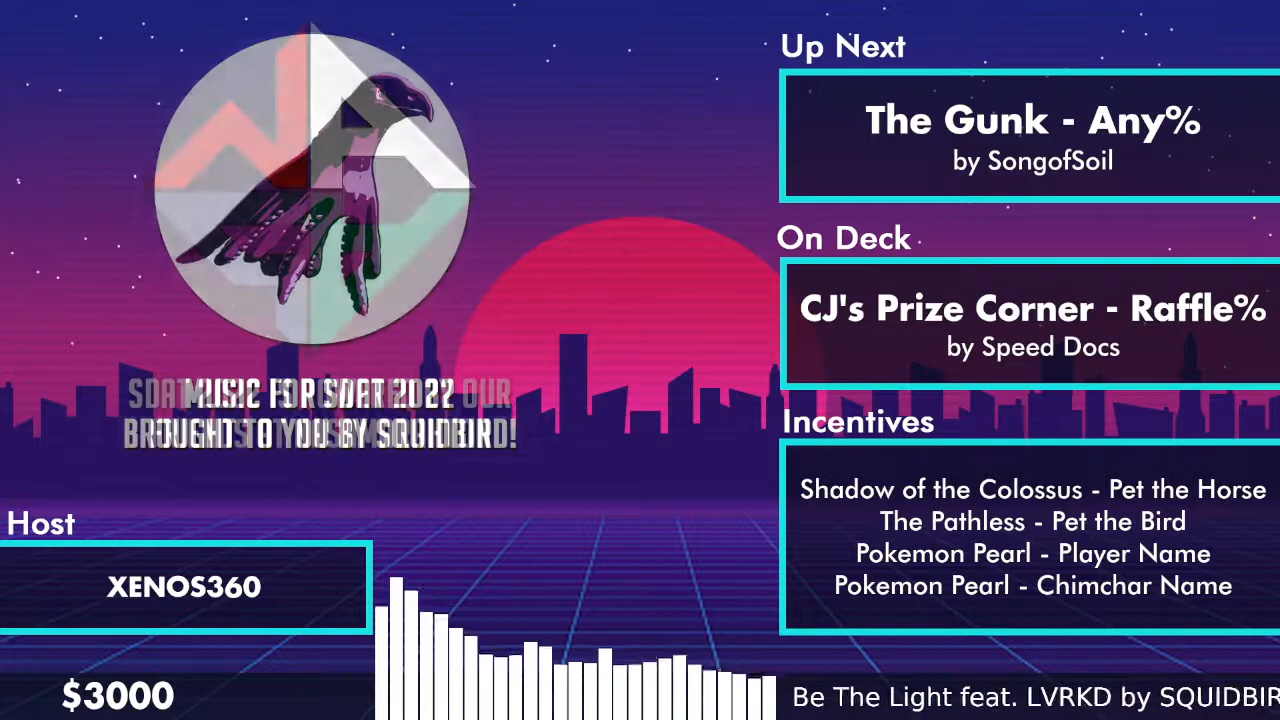 Up Next
The Gunk - Any%
by SongofSoil
On Deck
CJ's Prize Corner - Raffle%
by Speed Docs
Incentives
Shadow of the Colossus - Pet the Horse
The Pathless - Pet the Bird
Pokemon Pearl - Player Name
Pokemon Pearl - Chimchar Name
MUSIC FOR SDAT 2022
BROUGHT TO YOU BY SQUIDBIRD!
Host
XENOS360
$3000
Be The Light feat. LVRKD by SQUIDBIR